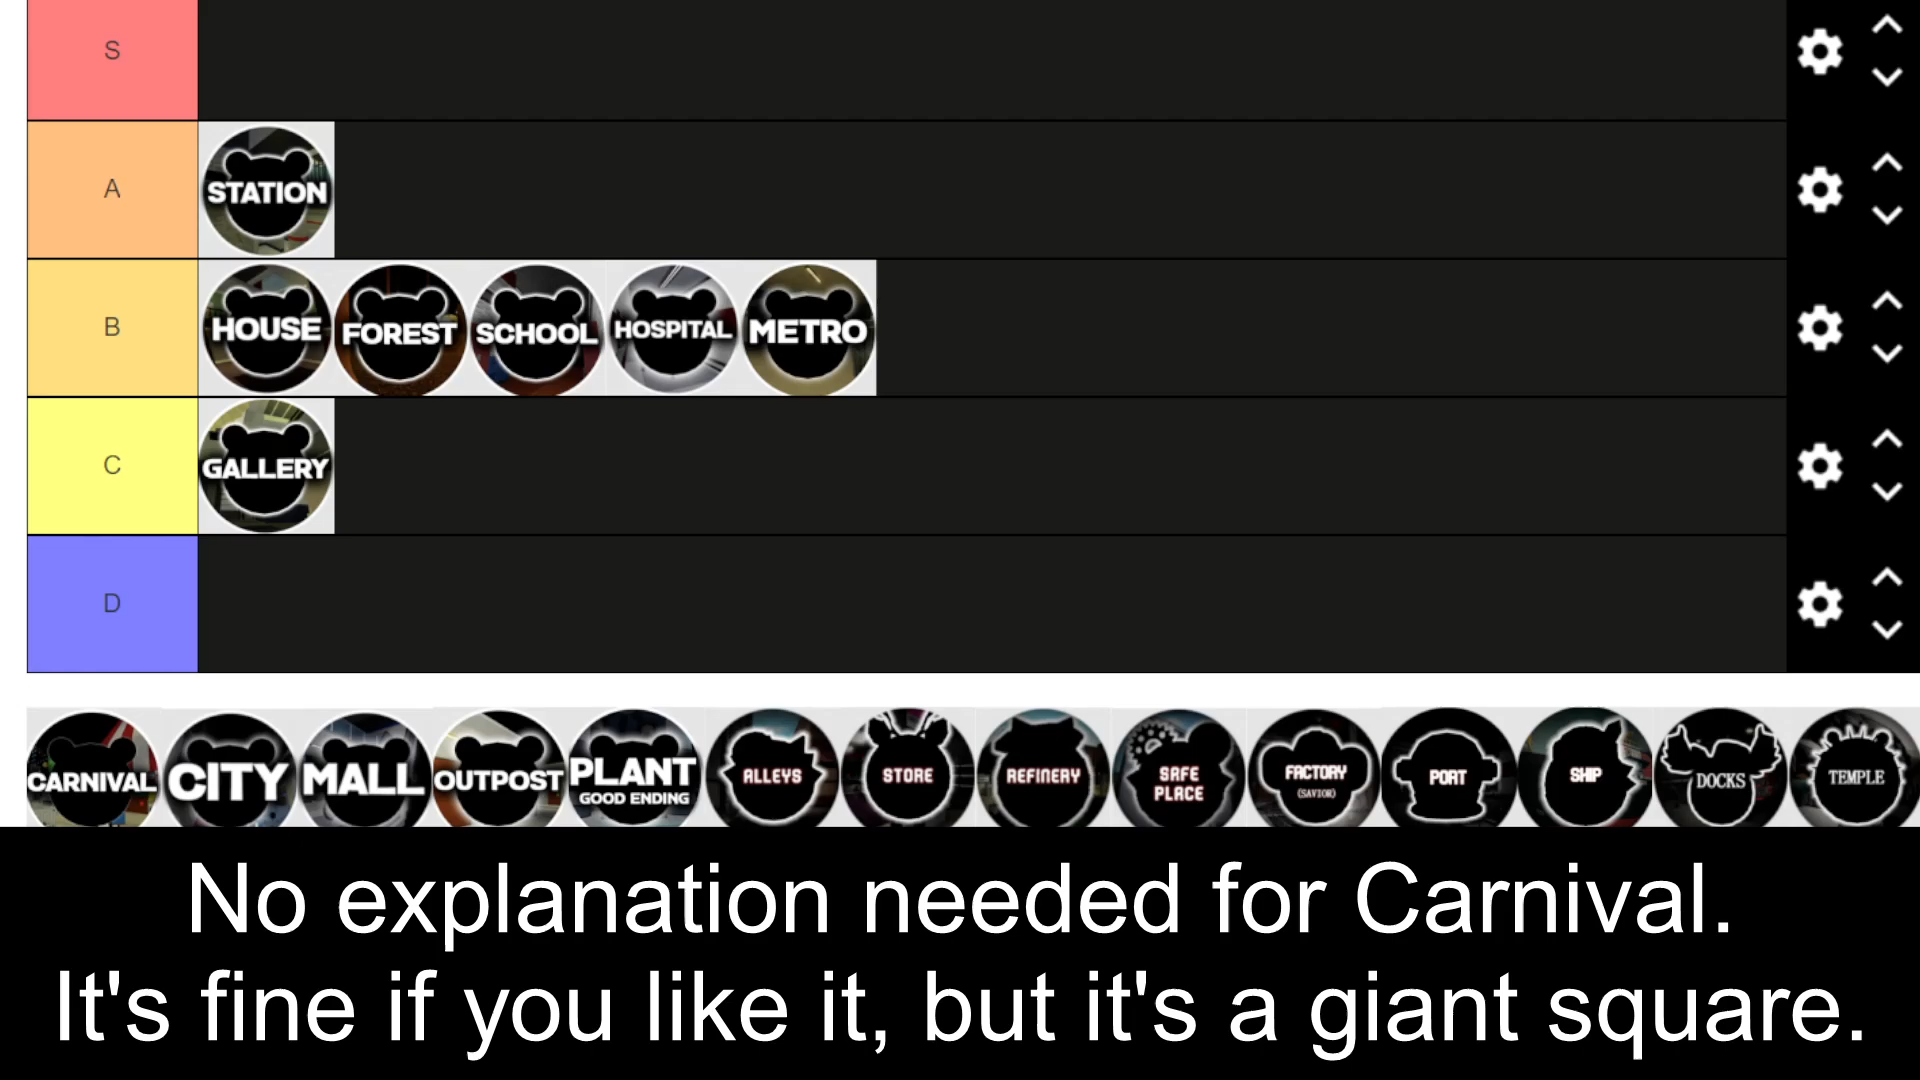 S
A
STATION
B
HOUSE FOREST SCHOOL HOSPITAL METRO
C
GALLERY
D
CARNIVAL CITY MALL OUTPOST PLANT GOOD ENDING ALLEYS STORE REFINERY SAFE PLACE FACTORY (SAVIOR) PORT SHIP DOCKS TEMPLE
No explanation needed for Carnival.
It's fine if you like it, but it's a giant square.